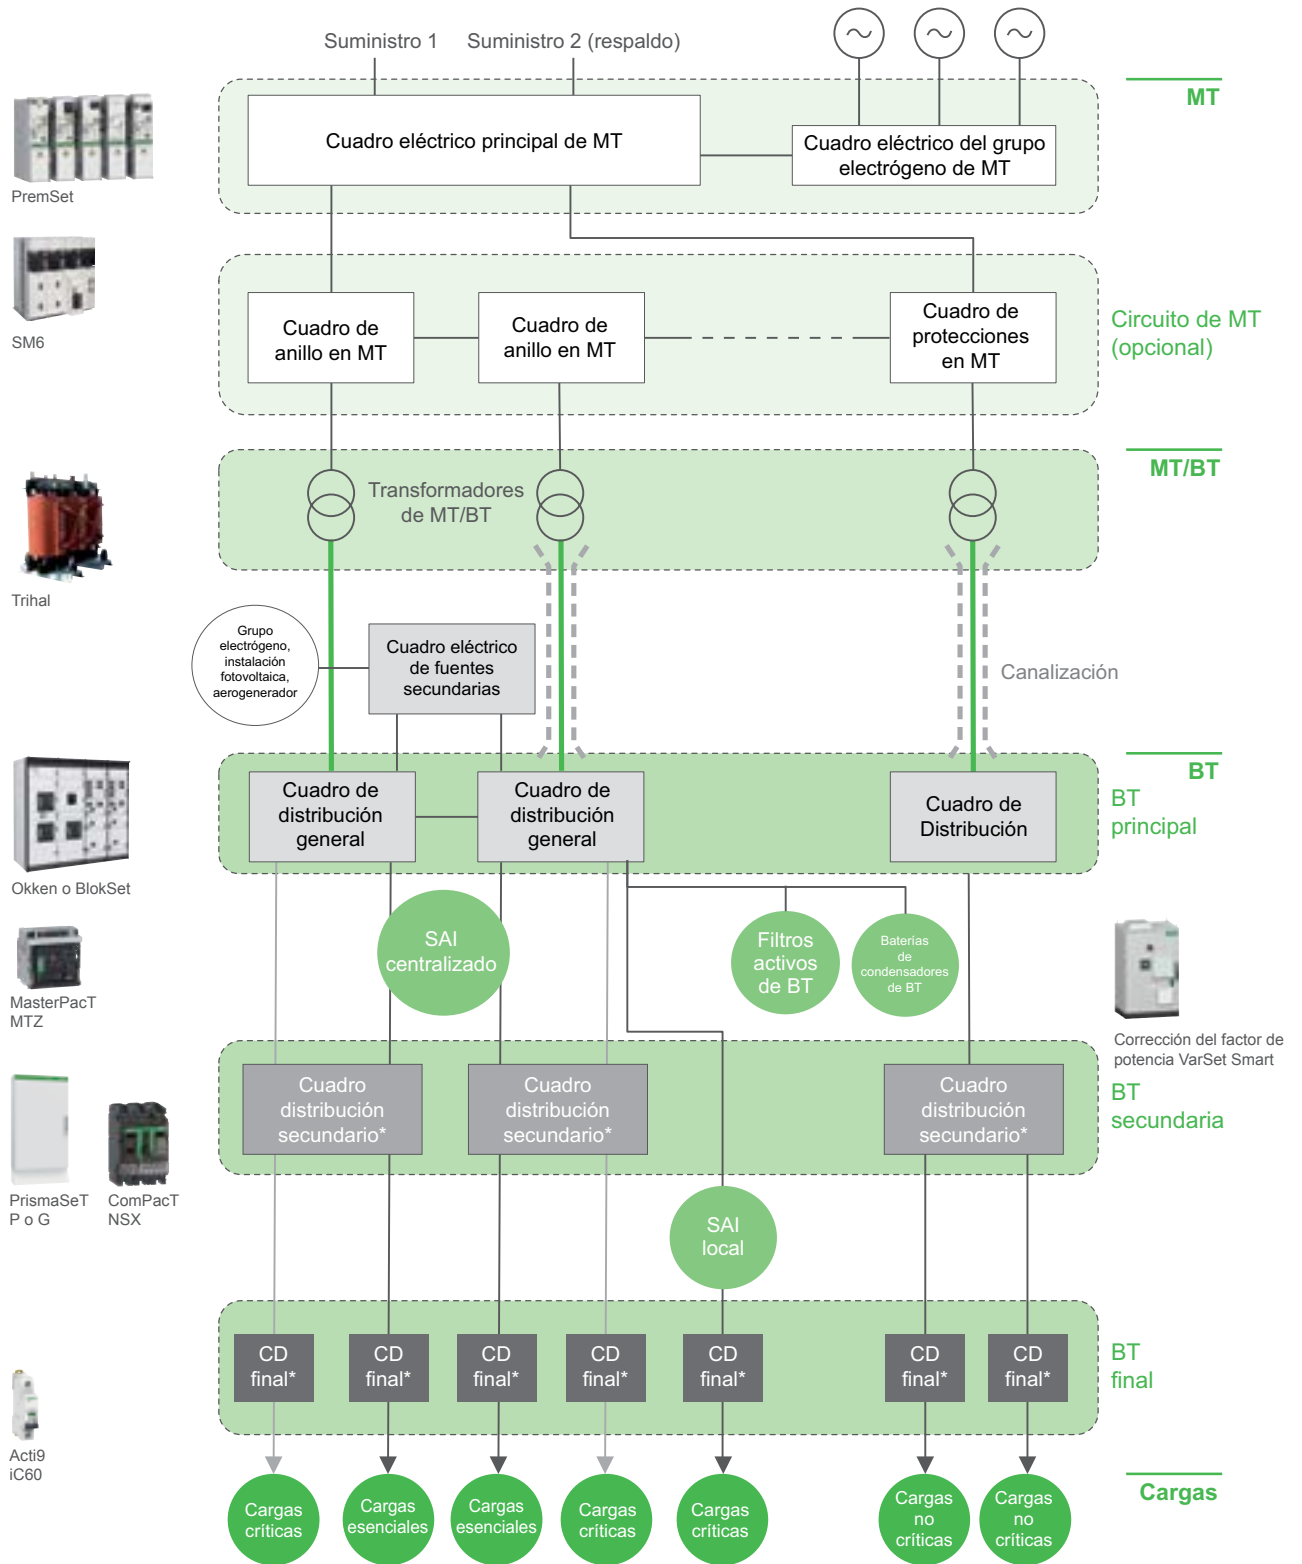 Suministro 1
Suministro 2 (respaldo)
MT
Cuadro eléctrico principal de MT
Cuadro eléctrico del grupo
electrógeno de MT
PremSet
SM6
Cuadro de
anillo en MT
Cuadro de
anillo en MT
Cuadro de
protecciones
en MT
Circuito de MT
(opcional)
MT/BT
Transformadores
de MT/BT
Trihal
Grupo
electrógeno,
instalación
fotovoltaica,
aerogenerador
Cuadro eléctrico
de fuentes
secundarias
Canalización
BT
BT
principal
Cuadro de
distribución
general
Cuadro de
distribución
general
Cuadro de
Distribución
Okken o BlokSet
SAI
centralizado
Filtros
activos
de BT
Baterías
de
condensadores
de BT
MasterPacT
MTZ
Corrección del factor de
potencia VarSet Smart
Cuadro
distribución
secundario*
Cuadro
distribución
secundario*
Cuadro
distribución
secundario*
BT
secundaria
PrismaSeT
P o G
ComPacT
NSX
SAI
local
CD
final*
CD
final*
CD
final*
CD
final*
CD
final*
CD
final*
CD
final*
BT
final
Acti9
iC60
Cargas
críticas
Cargas
esenciales
Cargas
esenciales
Cargas
críticas
Cargas
críticas
Cargas
no
críticas
Cargas
no
críticas
Cargas